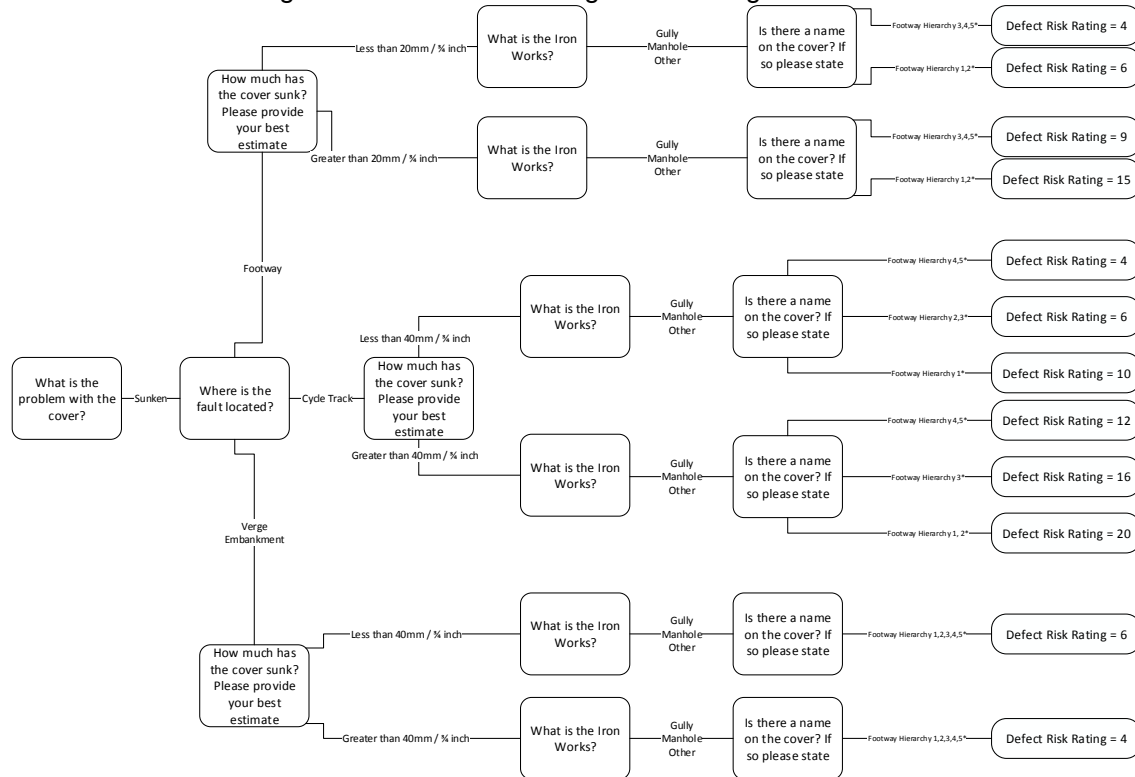 Less than 20mm / ¾ inch
What is the Iron
Works?
Gully
Manhole
Other
Is there a name
on the cover? If
so please state
Footway Hierarchy 3,4,5*
Defect Risk Rating = 4
Footway Hierarchy 1,2*
Defect Risk Rating = 6
How much has
the cover sunk?
Please provide
your best
estimate
Greater than 20mm / ¾ inch
What is the Iron
Works?
Gully
Manhole
Other
Is there a name
on the cover? If
so please state
Footway Hierarchy 3,4,5*
Defect Risk Rating = 9
Footway Hierarchy 1,2*
Defect Risk Rating = 15
Footway
What is the
problem with the
cover?
Sunken
Where is the
fault located?
Cycle Track
How much has
the cover sunk?
Please provide
your best
estimate
Less than 40mm / ¾ inch
What is the Iron
Works?
Gully
Manhole
Other
Is there a name
on the cover? If
so please state
Footway Hierarchy 4,5*
Defect Risk Rating = 4
Footway Hierarchy 2,3*
Defect Risk Rating = 6
Footway Hierarchy 1*
Defect Risk Rating = 10
Greater than 40mm / ¾ inch
What is the Iron
Works?
Gully
Manhole
Other
Is there a name
on the cover? If
so please state
Footway Hierarchy 4,5*
Defect Risk Rating = 12
Footway Hierarchy 3*
Defect Risk Rating = 16
Footway Hierarchy 1, 2*
Defect Risk Rating = 20
Verge
Embankment
How much has
the cover sunk?
Please provide
your best
estimate
Less than 40mm / ¾ inch
What is the Iron
Works?
Gully
Manhole
Other
Is there a name
on the cover? If
so please state
Footway Hierarchy 1,2,3,4,5*
Defect Risk Rating = 6
Greater than 40mm / ¾ inch
What is the Iron
Works?
Gully
Manhole
Other
Is there a name
on the cover? If
so please state
Footway Hierarchy 1,2,3,4,5*
Defect Risk Rating = 4